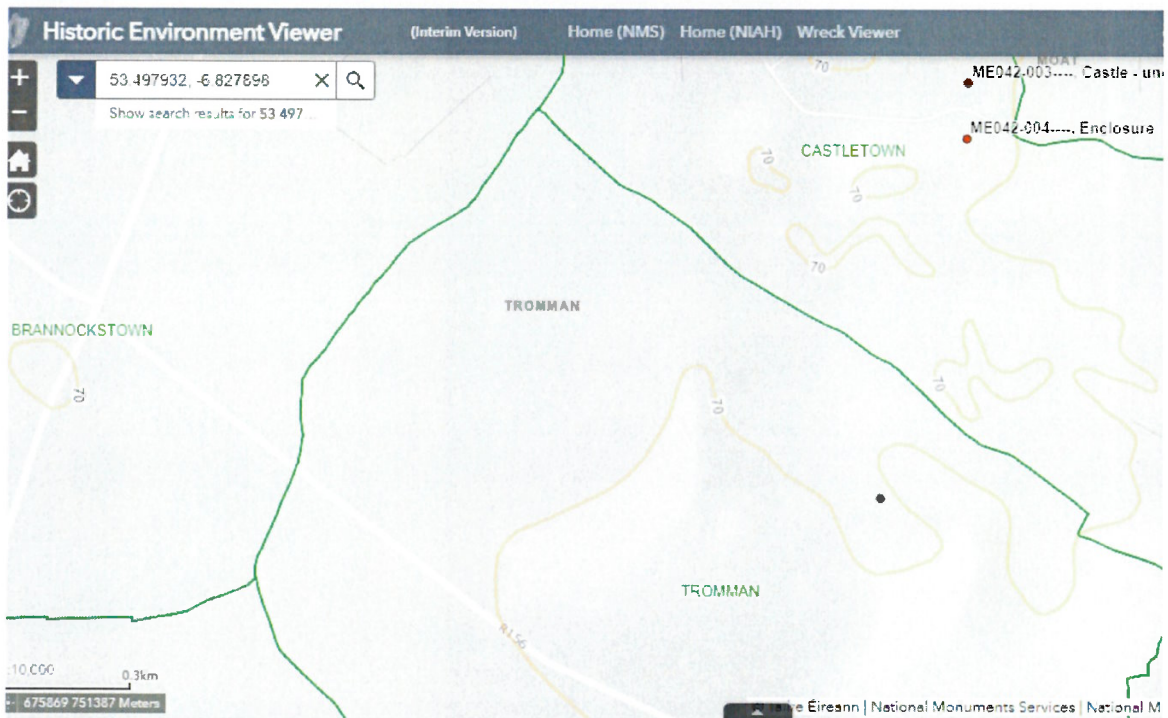 Historic Environment Viewer (Interim Version) Home (NMS) Home (NIAH) Wreck Viewer
+
53 497932, -6 827898
Show search results for 53 497...
−
MOAT
70
ME042-003----, Castle - un
ME042-004----, Enclosure
CASTLETOWN
70
70
70
TROMMAN
BRANNOCKSTOWN
70
70
70
TROMMAN
R156
:10,000
0.3km
675869 751387 Meters
Éireann | National Monuments Services | National M